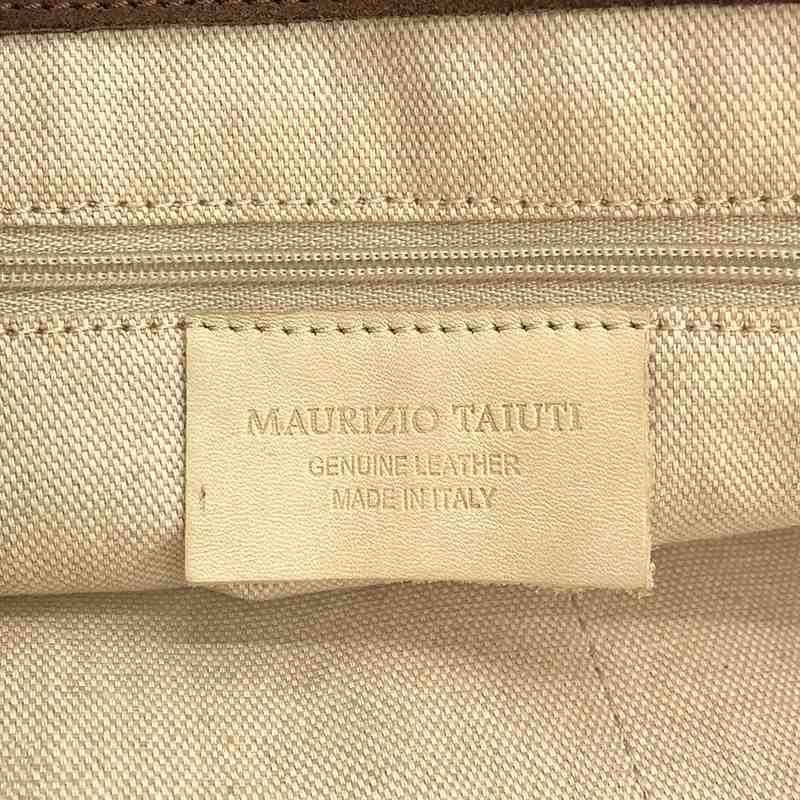 MAURIZIO TAIUTI
GENUINE LEATHER
MADE IN ITALY